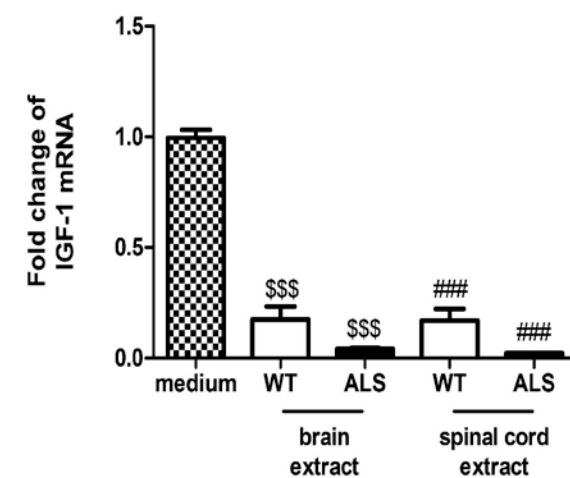 Fold change of
IGF-1 mRNA
1.5
1.0
0.5
0.0
$$$
$$$
###
###
medium WT ALS WT ALS
brain extract
spinal cord extract